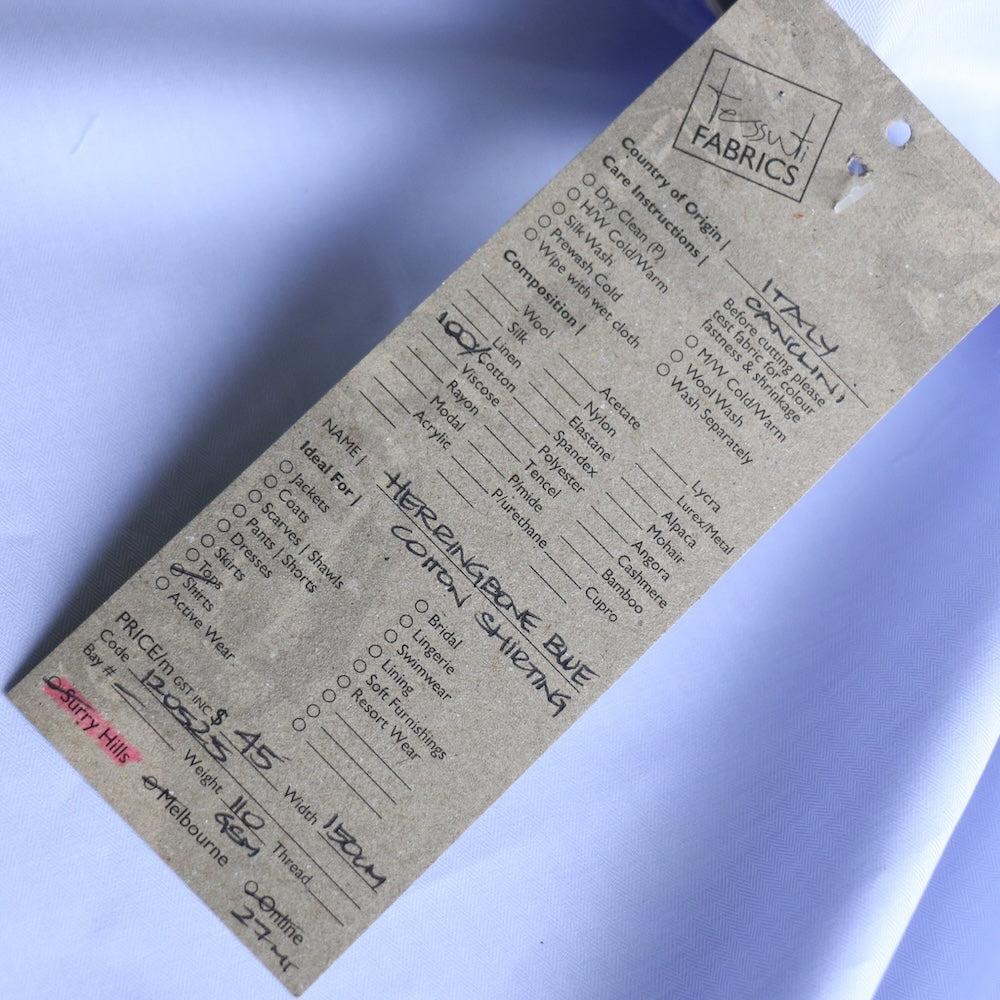 tessuti
FABRICS
Country of Origin | ITALY
CANCLINI
Care Instructions |
Dry Clean (P)
H/W Cold/Warm
Silk Wash
Prewash Cold
Wipe with wet cloth
Before cutting please
test fabric for colour
fastness & shrinkage
M/W Cold/Warm
Wool Wash
Wash Separately
Composition |
Wool
Silk
Linen
100% Cotton
Viscose
Rayon
Modal
Acrylic
Acetate
Nylon
Elastane
Spandex
Polyester
Tencel
P/mide
P/urethane
Lycra
Lurex/Metal
Alpaca
Mohair
Angora
Cashmere
Bamboo
Cupro
NAME | HERRINGBONE BLUE
COTTON SHIRTING
Ideal For |
Jackets
Coats
Scarves | Shawls
Pants | Shorts
Dresses
Skirts
Tops
Shirts
Active Wear
Bridal
Lingerie
Swimwear
Lining
Soft Furnishings
Resort Wear
PRICE/m GST INC $ 45
Code 120525 Width 150cm
Bay # Weight 110 GSM Thread
Surry Hills Melbourne Online